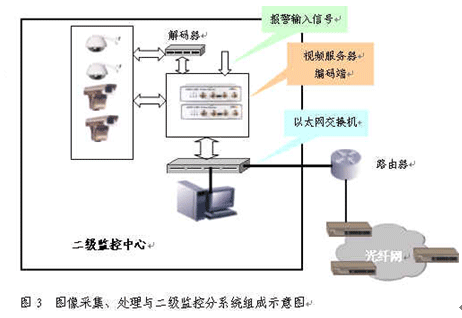 解码器
报警输入信号
视频服务器
编码端
以太网交换机
路由器
二级监控中心
光纤网
图 3 图像采集、处理与二级监控分系统组成示意图